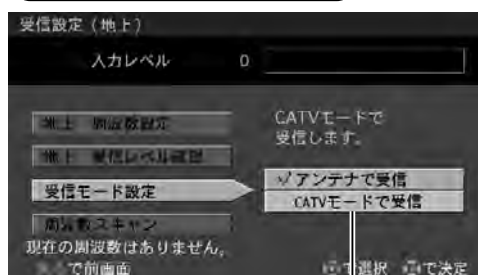 受信設定（地上）
入力レベル 0
地上 周波数設定
CATVモードで
受信します。
地上 受信レベル確認
受信モード設定
アンテナで受信
CATVモードで受信
周波数スキャン
現在の周波数はありません。
で前画面 で選択 で決定